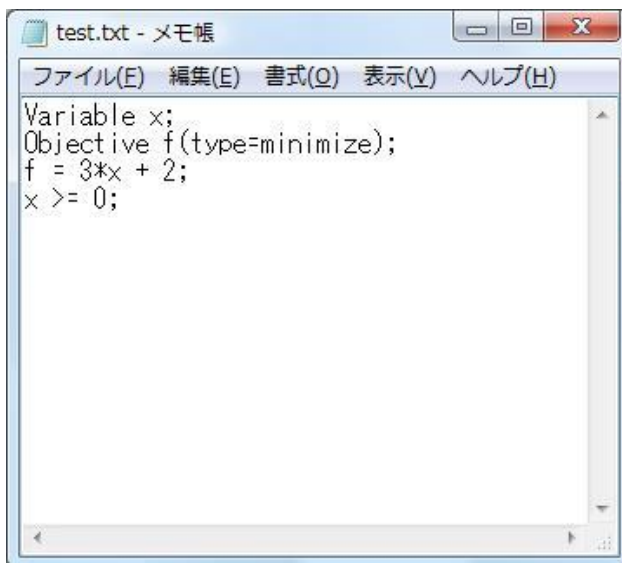 test.txt - メモ帳
ファイル(F) 編集(E) 書式(O) 表示(V) ヘルプ(H)
Variable x;
Objective f(type=minimize);
f = 3*x + 2;
x >= 0;